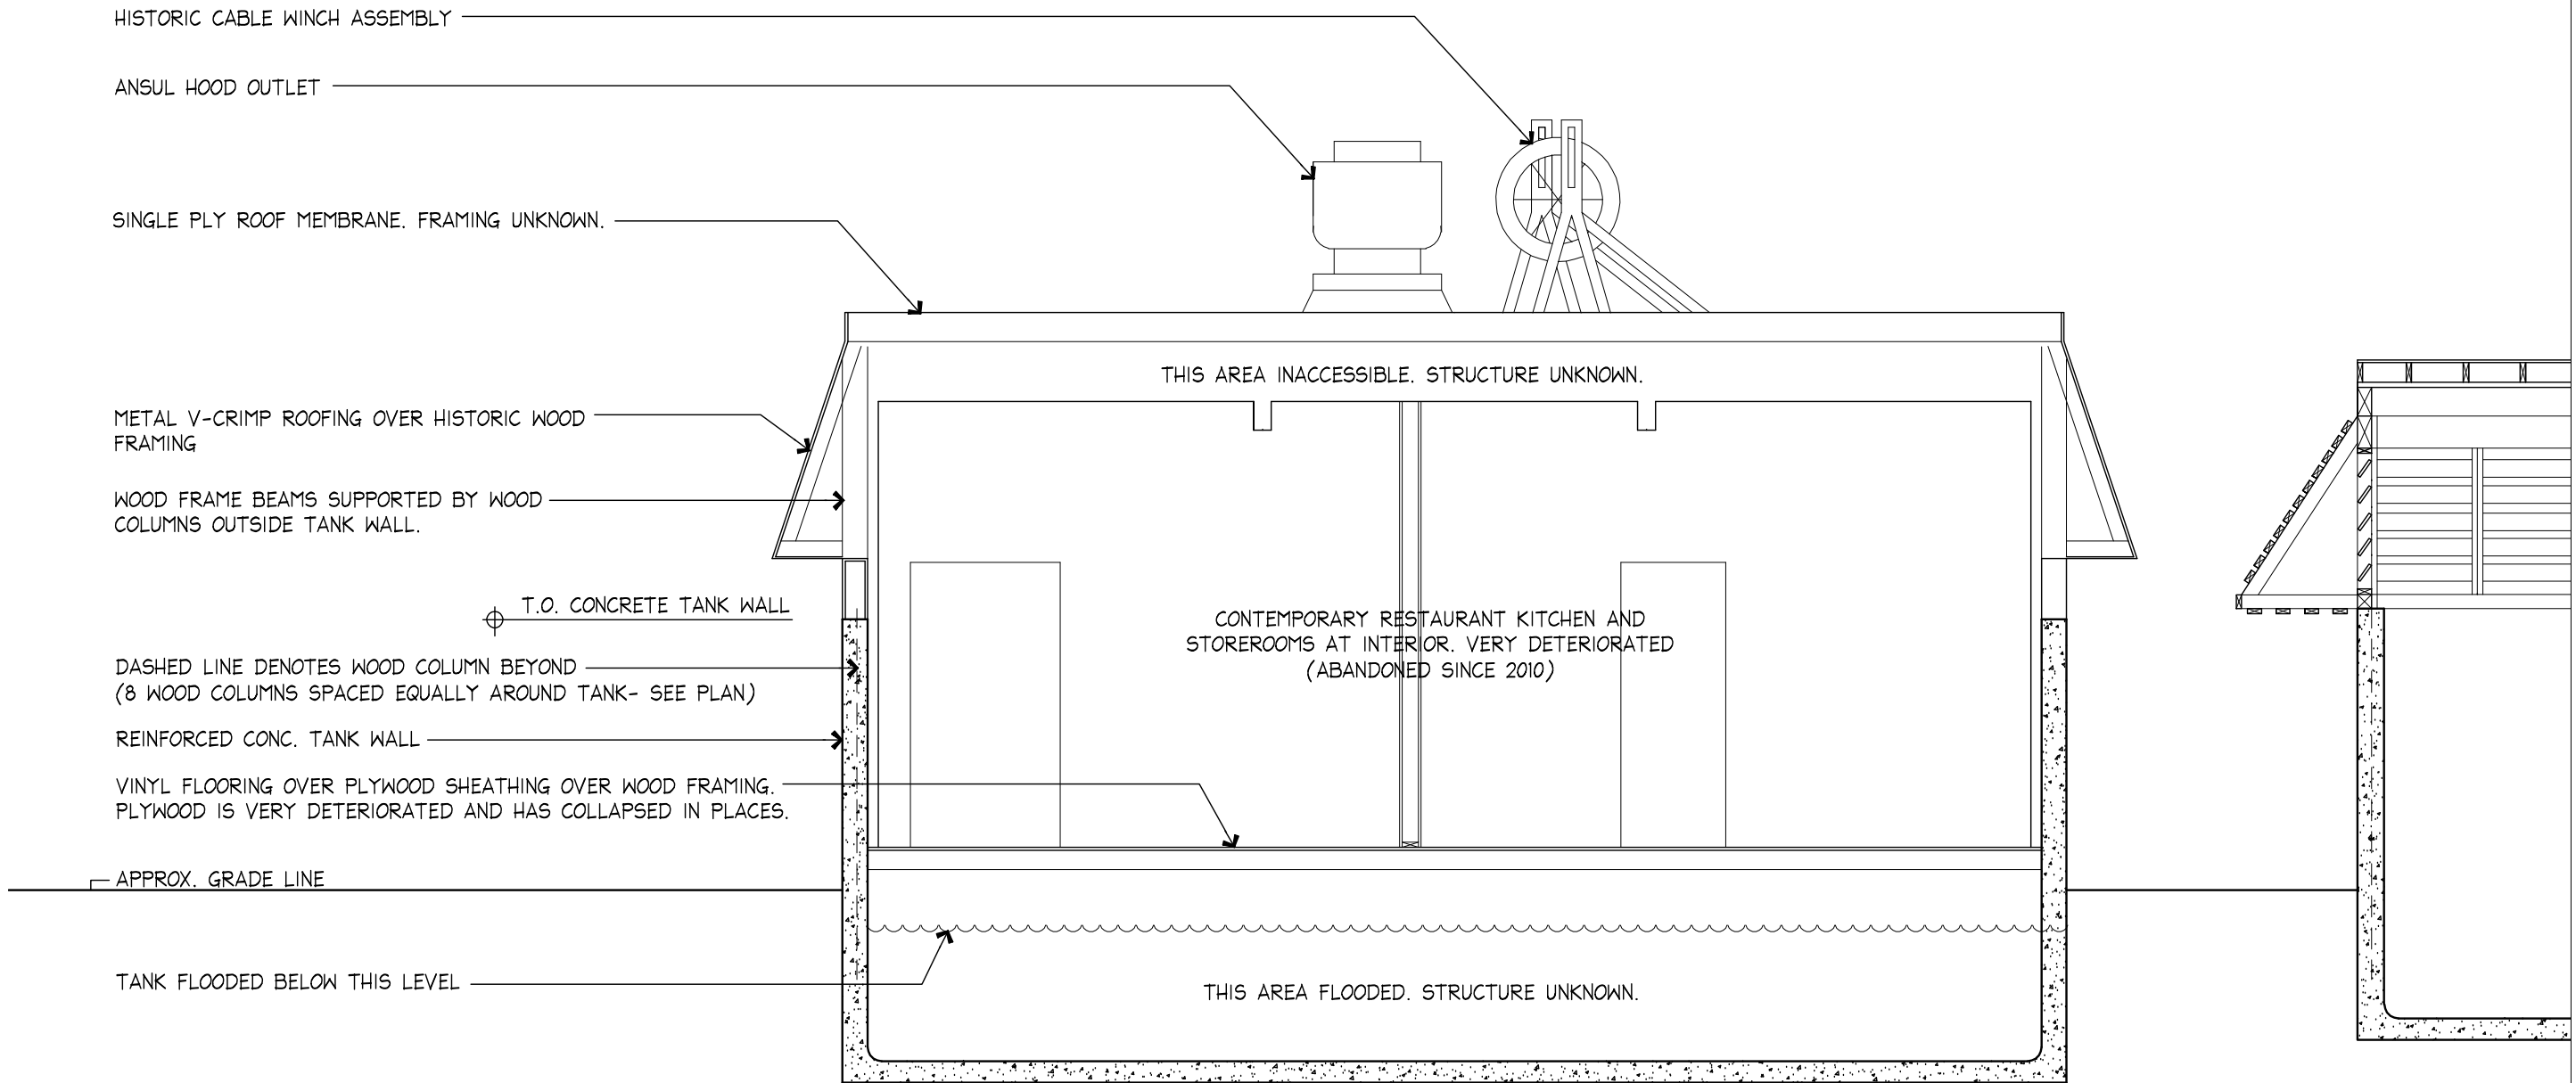 HISTORIC CABLE WINCH ASSEMBLY
ANSUL HOOD OUTLET
SINGLE PLY ROOF MEMBRANE. FRAMING UNKNOWN.
THIS AREA INACCESSIBLE. STRUCTURE UNKNOWN.
METAL V-CRIMP ROOFING OVER HISTORIC WOOD
FRAMING
WOOD FRAME BEAMS SUPPORTED BY WOOD
COLUMNS OUTSIDE TANK WALL.
T.O. CONCRETE TANK WALL
CONTEMPORARY RESTAURANT KITCHEN AND
STOREROOMS AT INTERIOR. VERY DETERIORATED
(ABANDONED SINCE 2010)
DASHED LINE DENOTES WOOD COLUMN BEYOND
(8 WOOD COLUMNS SPACED EQUALLY AROUND TANK- SEE PLAN)
REINFORCED CONC. TANK WALL
VINYL FLOORING OVER PLYWOOD SHEATHING OVER WOOD FRAMING.
PLYWOOD IS VERY DETERIORATED AND HAS COLLAPSED IN PLACES.
APPROX. GRADE LINE
TANK FLOODED BELOW THIS LEVEL
THIS AREA FLOODED. STRUCTURE UNKNOWN.